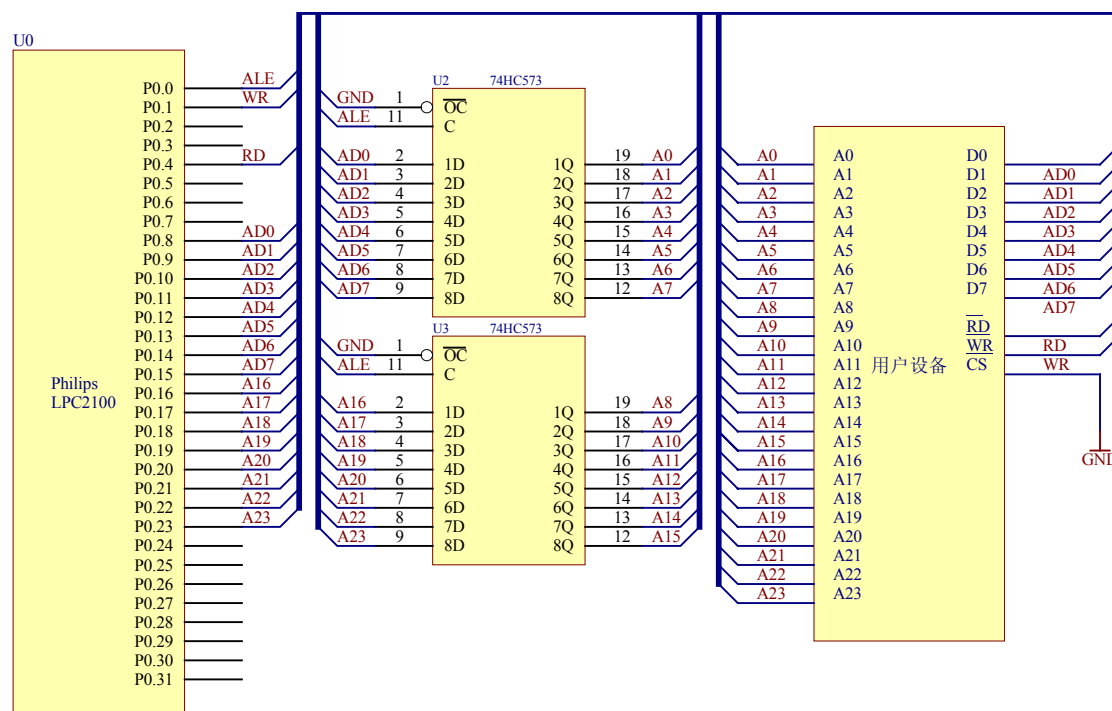 U0
P0.0 ALE
P0.1 WR
P0.2
P0.3
P0.4 RD
P0.5
P0.6
P0.7
P0.8 AD0
P0.9 AD1
P0.10 AD2
P0.11 AD3
P0.12 AD4
P0.13 AD5
P0.14 AD6
P0.15 AD7
P0.16 A16
P0.17 A17
P0.18 A18
P0.19 A19
P0.20 A20
P0.21 A21
P0.22 A22
P0.23 A23
P0.24
P0.25
P0.26
P0.27
P0.28
P0.29
P0.30
P0.31
Philips
LPC2100
U2 74HC573
GND 1 OC
ALE 11 C
AD0 2 1D 1Q 19 A0
AD1 3 2D 2Q 18 A1
AD2 4 3D 3Q 17 A2
AD3 5 4D 4Q 16 A3
AD4 6 5D 5Q 15 A4
AD5 7 6D 6Q 14 A5
AD6 8 7D 7Q 13 A6
AD7 9 8D 8Q 12 A7
U3 74HC573
GND 1 OC
ALE 11 C
A16 2 1D 1Q 19 A8
A17 3 2D 2Q 18 A9
A18 4 3D 3Q 17 A10
A19 5 4D 4Q 16 A11
A20 6 5D 5Q 15 A12
A21 7 6D 6Q 14 A13
A22 8 7D 7Q 13 A14
A23 9 8D 8Q 12 A15
A0 A0 D0
A1 A1 D1 AD0
A2 A2 D2 AD1
A3 A3 D3 AD2
A4 A4 D4 AD3
A5 A5 D5 AD4
A6 A6 D6 AD5
A7 A7 D7 AD6
A8 A8 AD7
A9 A9 RD
A10 A10 WR RD
A11 A11 用户设备 CS WR
A12 A12
A13 A13
A14 A14
A15 A15
A16 A16 GND
A17 A17
A18 A18
A19 A19
A20 A20
A21 A21
A22 A22
A23 A23